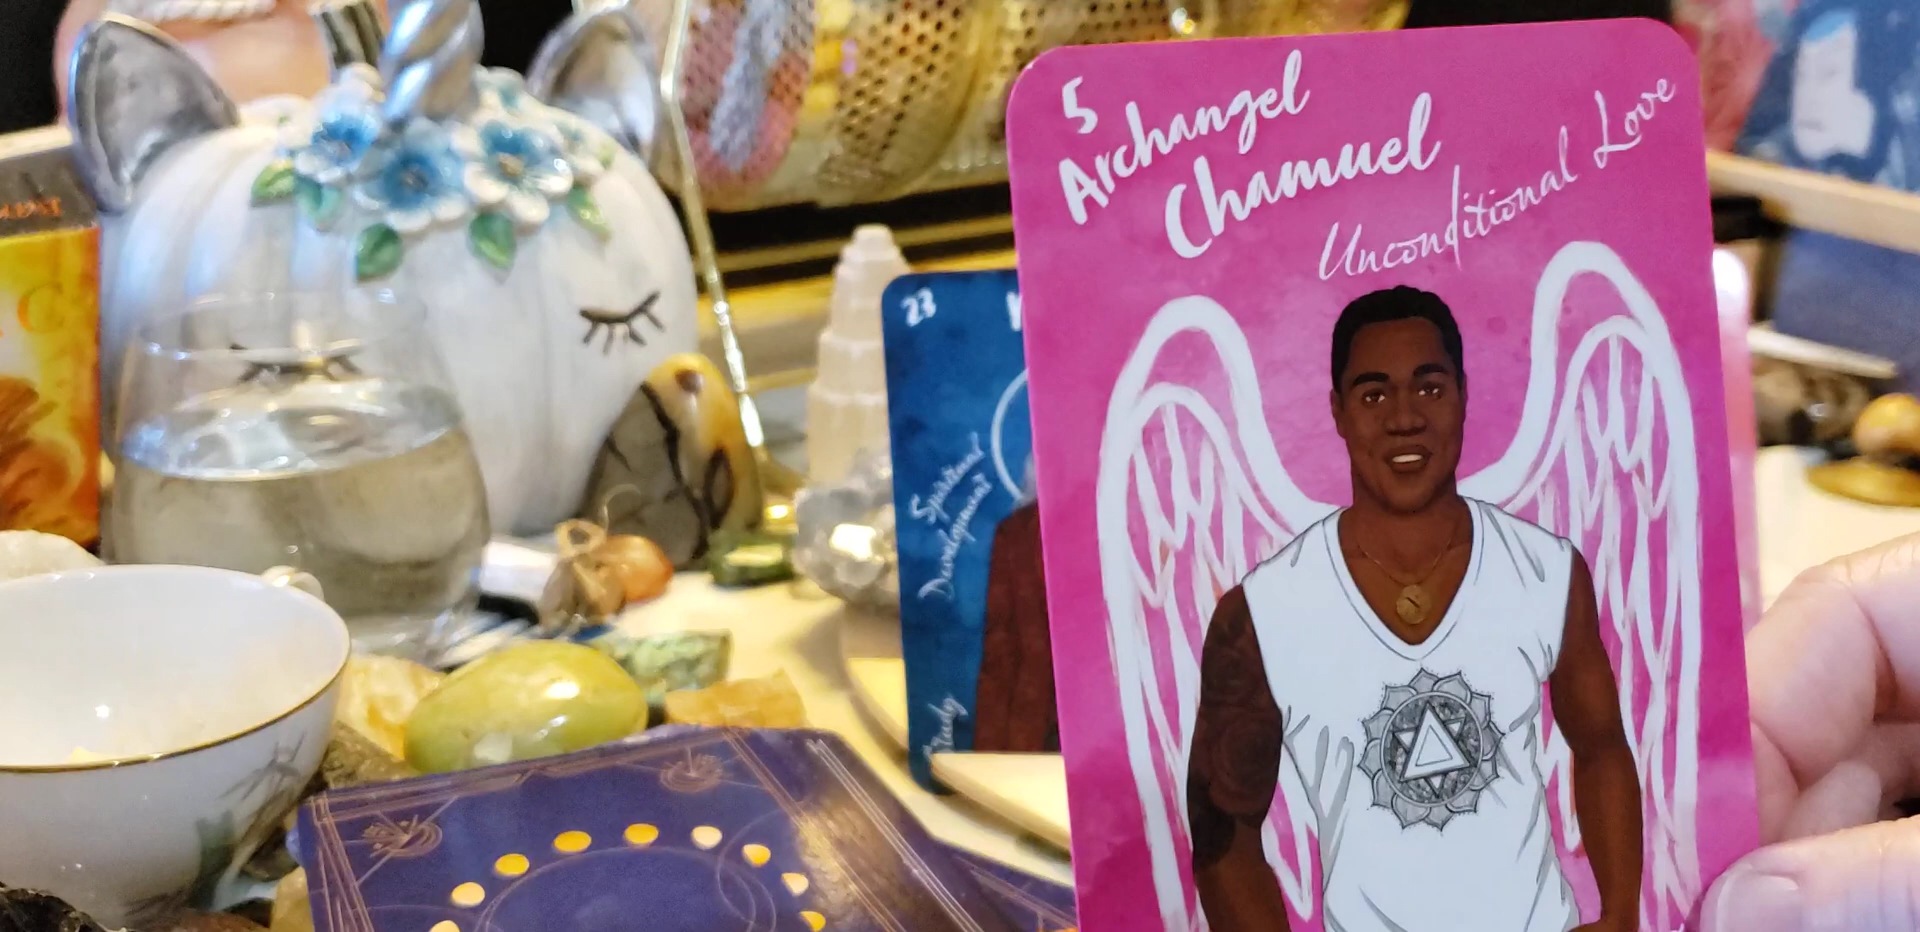 5
Archangel
Chamuel
Unconditional Love
23
Spiritual
Development
Study